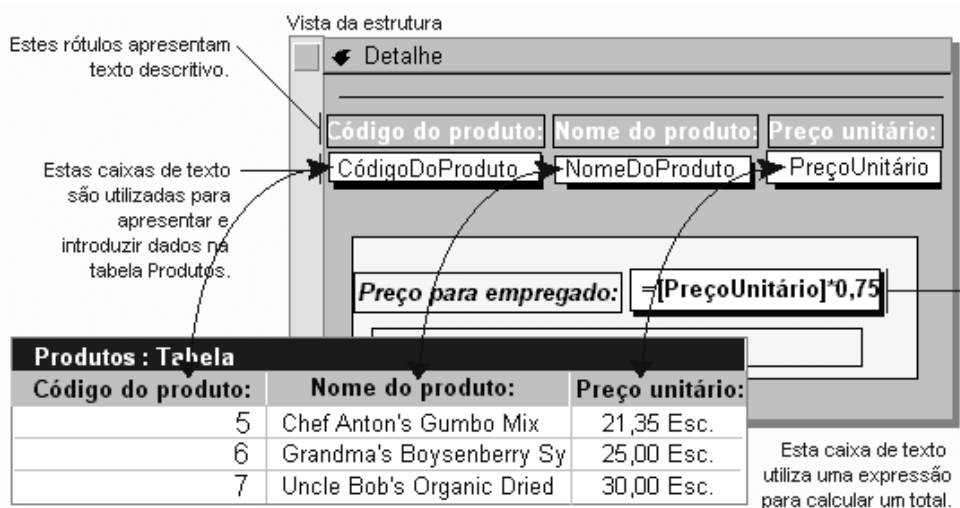 Vista da estrutura
Estes rótulos apresentam
texto descritivo.
Detalhe
Código do produto: Nome do produto: Preço unitário:
CódigoDoProduto NomeDoProduto PreçoUnitário
Estas caixas de texto
são utilizadas para
apresentar e
introduzir dados na
tabela Produtos.
Preço para empregado: =[PreçoUnitário]*0,75
Produtos : Tabela
Código do produto: Nome do produto: Preço unitário:
5 Chef Anton's Gumbo Mix 21,35 Esc.
6 Grandma's Boysenberry Sy 25,00 Esc.
7 Uncle Bob's Organic Dried 30,00 Esc.
Esta caixa de texto
utiliza uma expressão
para calcular um total.